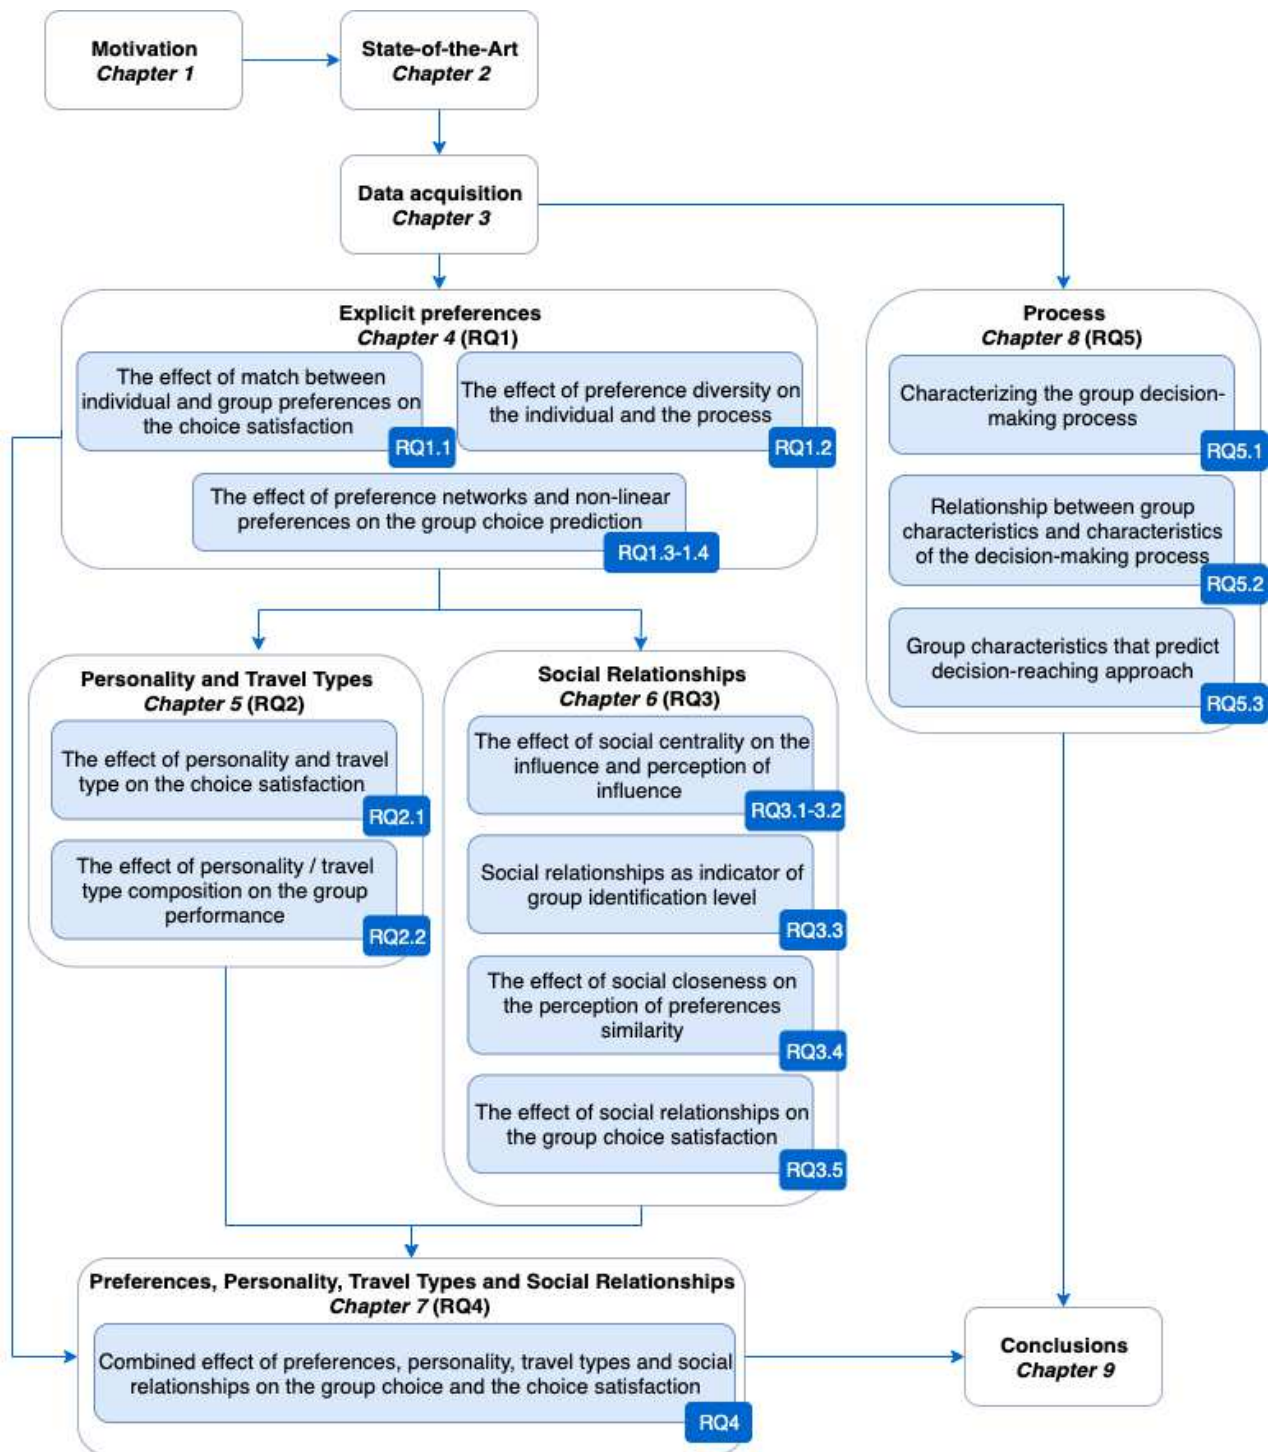 Motivation
Chapter 1
State-of-the-Art
Chapter 2
Data acquisition
Chapter 3
Explicit preferences
Chapter 4 (RQ1)
The effect of match between
individual and group preferences on
the choice satisfaction
RQ1.1
The effect of preference diversity on
the individual and the process
RQ1.2
The effect of preference networks and non-linear
preferences on the group choice prediction
RQ1.3-1.4
Process
Chapter 8 (RQ5)
Characterizing the group decision-
making process
RQ5.1
Relationship between group
characteristics and characteristics
of the decision-making process
RQ5.2
Group characteristics that predict
decision-reaching approach
RQ5.3
Personality and Travel Types
Chapter 5 (RQ2)
The effect of personality and travel
type on the choice satisfaction
RQ2.1
The effect of personality / travel
type composition on the group
performance
RQ2.2
Social Relationships
Chapter 6 (RQ3)
The effect of social centrality on the
influence and perception of
influence
RQ3.1-3.2
Social relationships as indicator of
group identification level
RQ3.3
The effect of social closeness on
the perception of preferences
similarity
RQ3.4
The effect of social relationships on
the group choice satisfaction
RQ3.5
Preferences, Personality, Travel Types and Social Relationships
Chapter 7 (RQ4)
Combined effect of preferences, personality, travel types and social
relationships on the group choice and the choice satisfaction
RQ4
Conclusions
Chapter 9